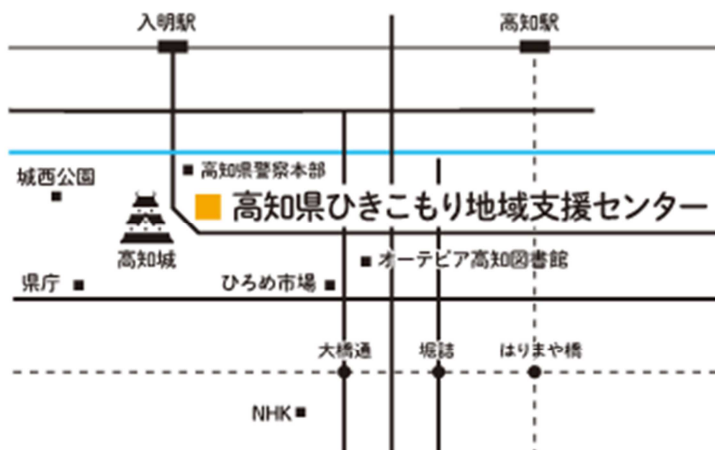 入明駅
高知駅
高知県警察本部
城西公園
高知県ひきこもり地域支援センター
高知城
オーテピア高知図書館
県庁
ひろめ市場
大橋通
堀詰
はりまや橋
NHK